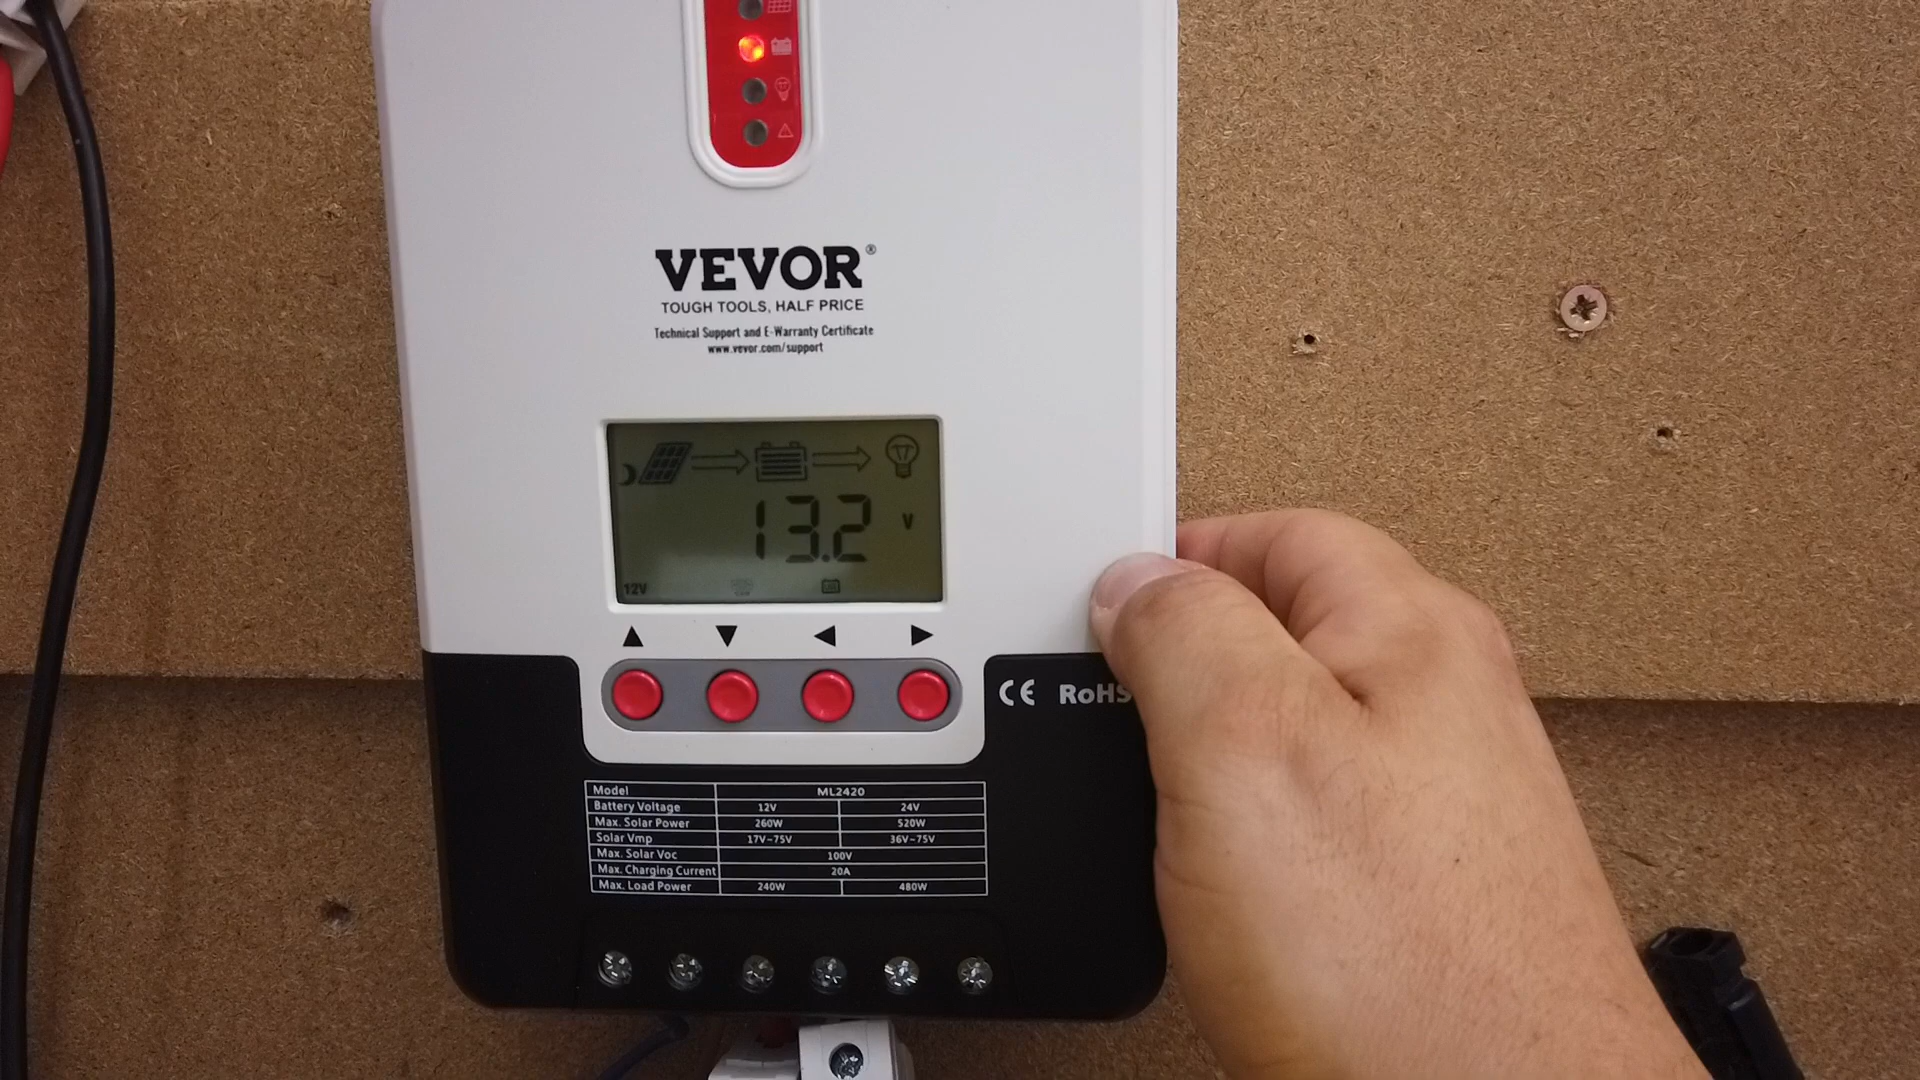 VEVOR®
TOUGH TOOLS, HALF PRICE
Technical Support and E-Warranty Certificate
www.vevor.com/support
13.2 V
12V
CE RoHS
Model ML2420
Battery Voltage 12V 24V
Max. Solar Power 260W 520W
Solar Vmp 17V~75V 36V~75V
Max. Solar Voc 100V
Max. Charging Current 20A
Max. Load Power 240W 480W